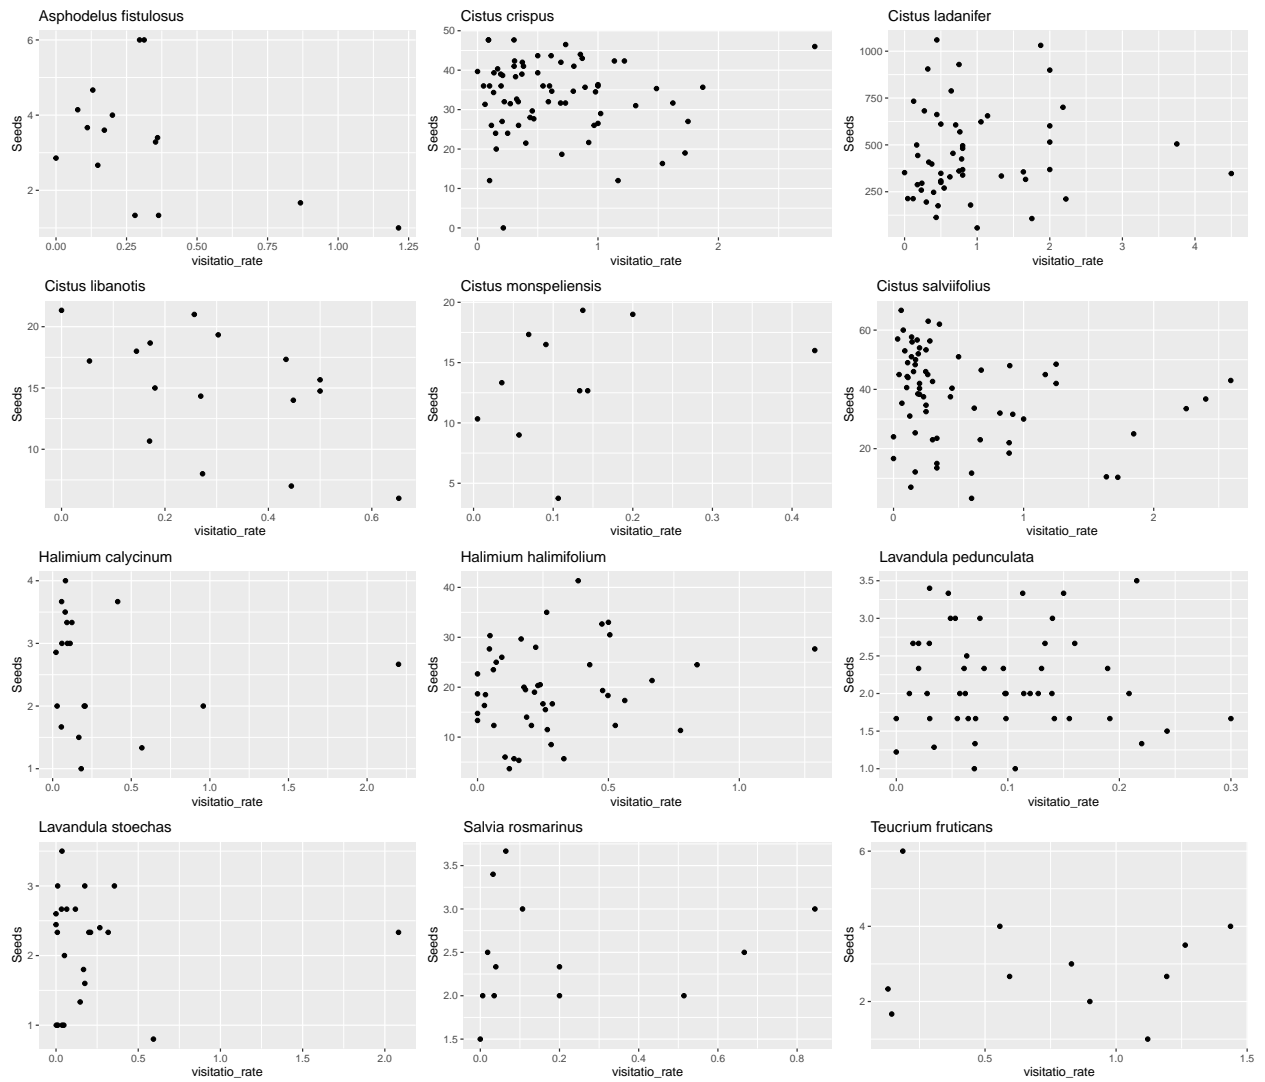 Asphodelus fistulosus
Seeds
6
4
2
0.00 0.25 0.50 0.75 1.00 1.25
visitatio_rate
Cistus crispus
Seeds
50
40
30
20
10
0
0 1 2
visitatio_rate
Cistus ladanifer
Seeds
1000
750
500
250
0 1 2 3 4
visitatio_rate
Cistus libanotis
Seeds
20
15
10
0.0 0.2 0.4 0.6
visitatio_rate
Cistus monspeliensis
Seeds
20
15
10
5
0.0 0.1 0.2 0.3 0.4
visitatio_rate
Cistus salviifolius
Seeds
60
40
20
0 1 2
visitatio_rate
Halimium calycinum
Seeds
4
3
2
1
0.0 0.5 1.0 1.5 2.0
visitatio_rate
Halimium halimifolium
Seeds
40
30
20
10
0.0 0.5 1.0
visitatio_rate
Lavandula pedunculata
Seeds
3.5
3.0
2.5
2.0
1.5
1.0
0.0 0.1 0.2 0.3
visitatio_rate
Lavandula stoechas
Seeds
3
2
1
0.0 0.5 1.0 1.5 2.0
visitatio_rate
Salvia rosmarinus
Seeds
3.5
3.0
2.5
2.0
1.5
0.0 0.2 0.4 0.6 0.8
visitatio_rate
Teucrium fruticans
Seeds
6
4
2
0.5 1.0 1.5
visitatio_rate